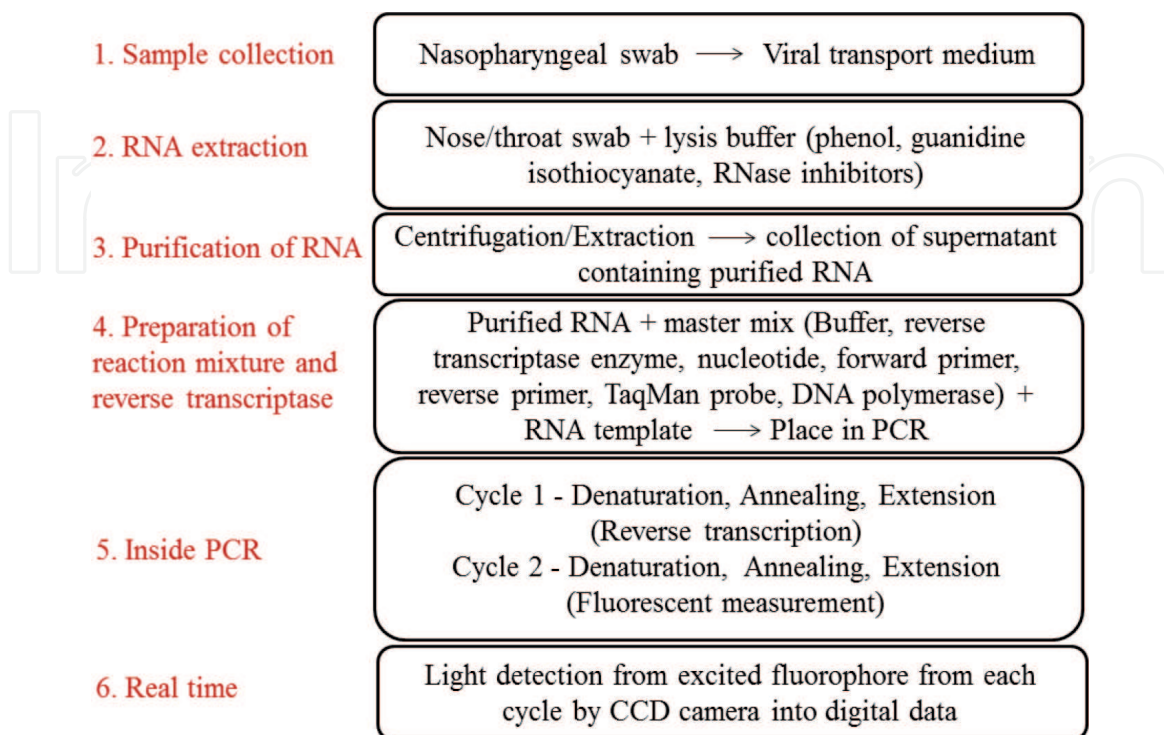 1. Sample collection
Nasopharyngeal swab → Viral transport medium
2. RNA extraction
Nose/throat swab + lysis buffer (phenol, guanidine
isothiocyanate, RNase inhibitors)
3. Purification of RNA
Centrifugation/Extraction → collection of supernatant
containing purified RNA
4. Preparation of
reaction mixture and
reverse transcriptase
Purified RNA + master mix (Buffer, reverse
transcriptase enzyme, nucleotide, forward primer,
reverse primer, TaqMan probe, DNA polymerase) +
RNA template → Place in PCR
5. Inside PCR
Cycle 1 - Denaturation, Annealing, Extension
(Reverse transcription)
Cycle 2 - Denaturation, Annealing, Extension
(Fluorescent measurement)
6. Real time
Light detection from excited fluorophore from each
cycle by CCD camera into digital data